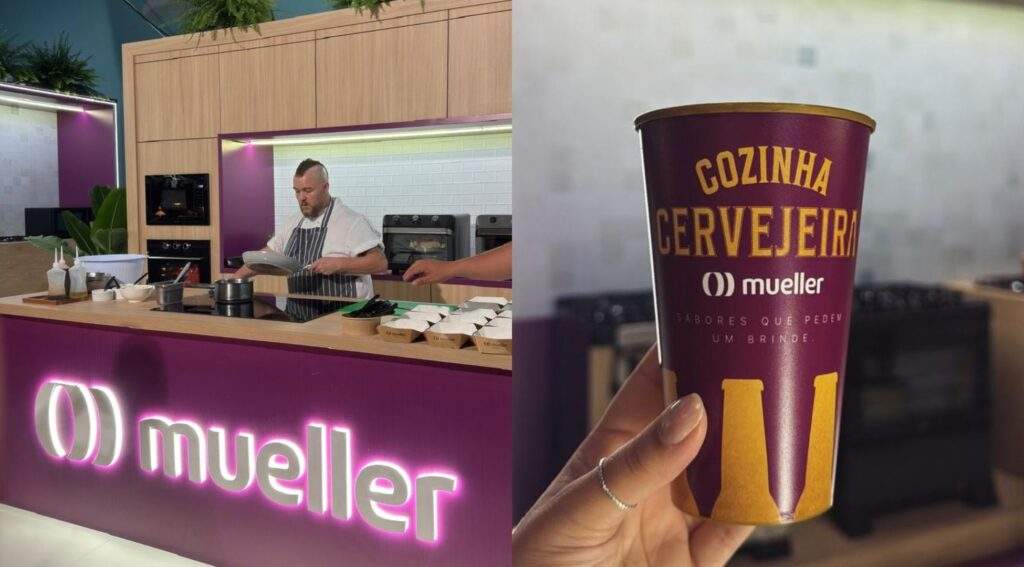 mueller
COZINHA
CERVEJEIRA
mueller
SABORES QUE PEDEM
UM BRINDE.